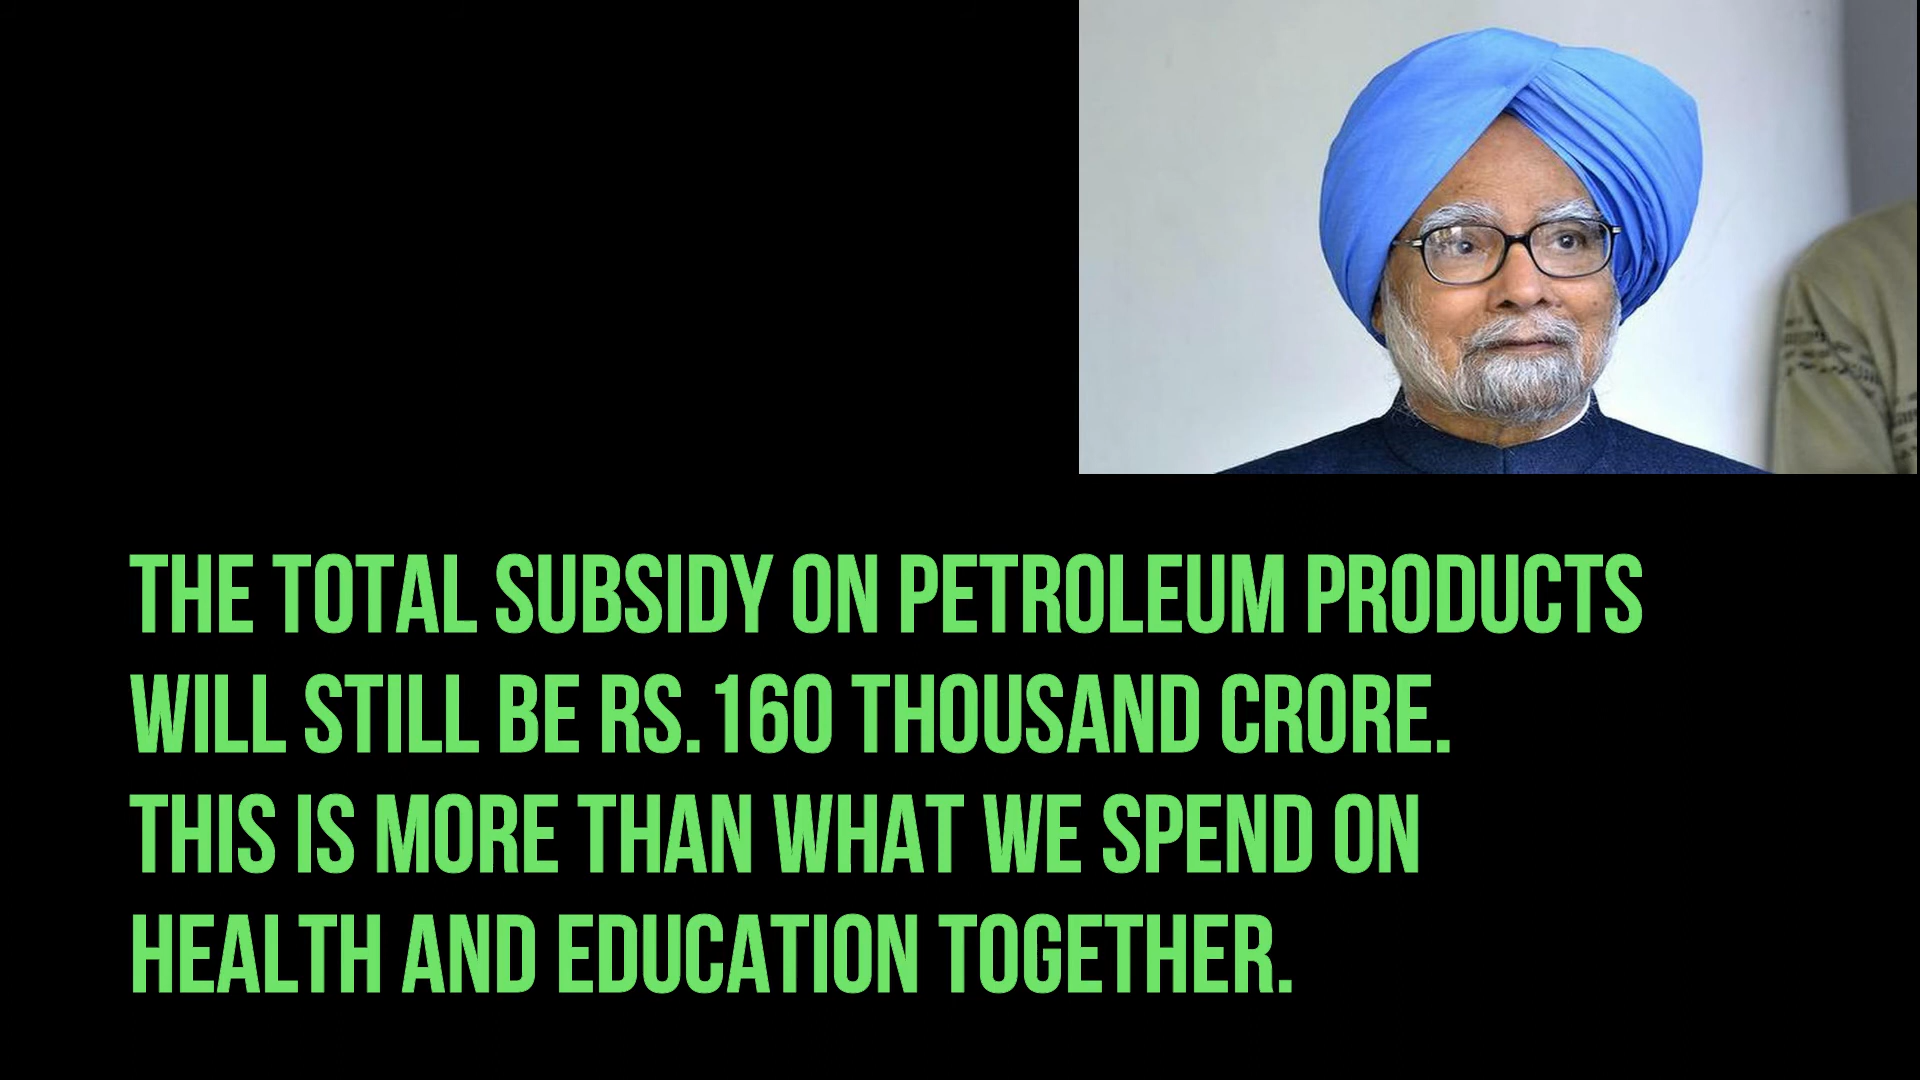 THE TOTAL SUBSIDY ON PETROLEUM PRODUCTS
WILL STILL BE RS.160 THOUSAND CRORE.
THIS IS MORE THAN WHAT WE SPEND ON
HEALTH AND EDUCATION TOGETHER.